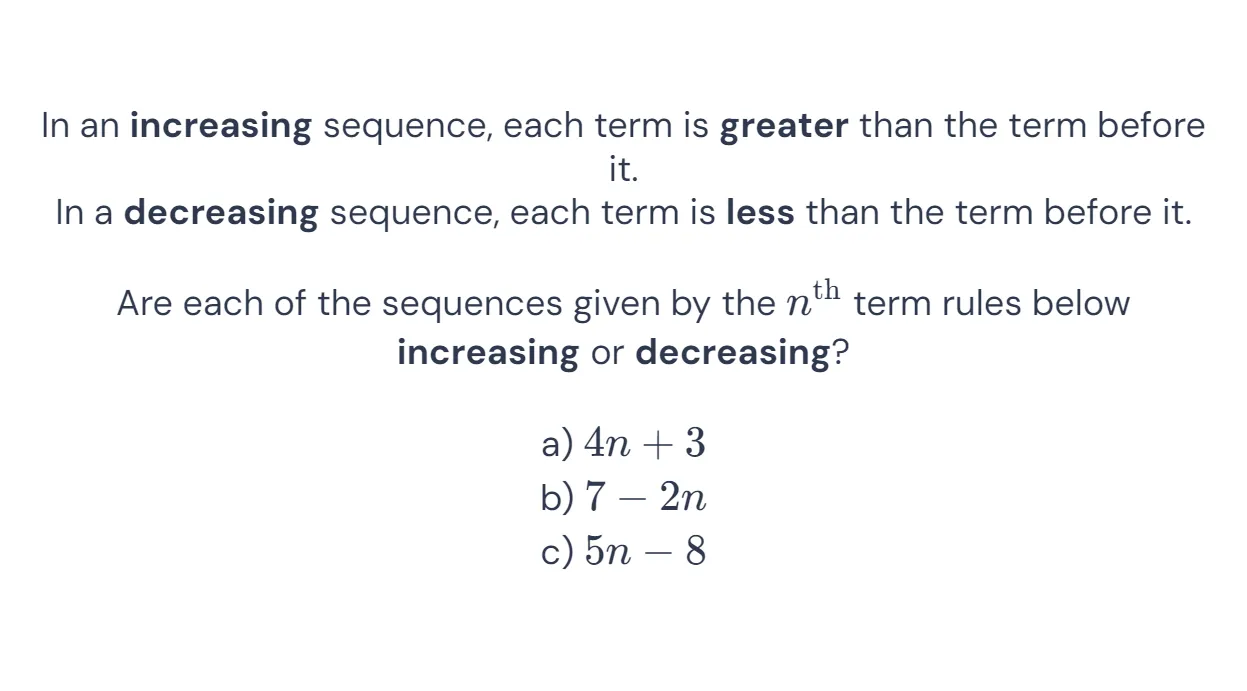 In an increasing sequence, each term is greater than the term before
it.
In a decreasing sequence, each term is less than the term before it.
Are each of the sequences given by the nᵗʰ term rules below
increasing or decreasing?
a) 4n + 3
b) 7 − 2n
c) 5n − 8